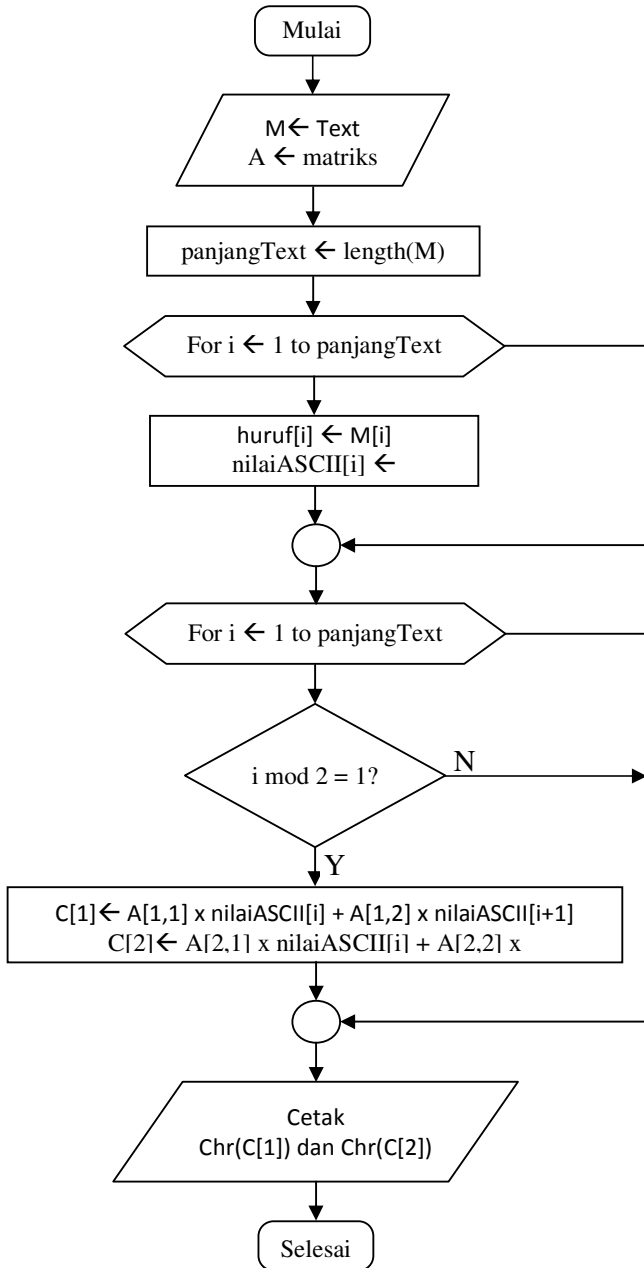 Mulai
M← Text
A ← matriks
panjangText ← length(M)
For i ← 1 to panjangText
huruf[i] ← M[i]
nilaiASCII[i] ←
For i ← 1 to panjangText
i mod 2 = 1?
N
Y
C[1]← A[1,1] x nilaiASCII[i] + A[1,2] x nilaiASCII[i+1]
C[2]← A[2,1] x nilaiASCII[i] + A[2,2] x
Cetak
Chr(C[1]) dan Chr(C[2])
Selesai